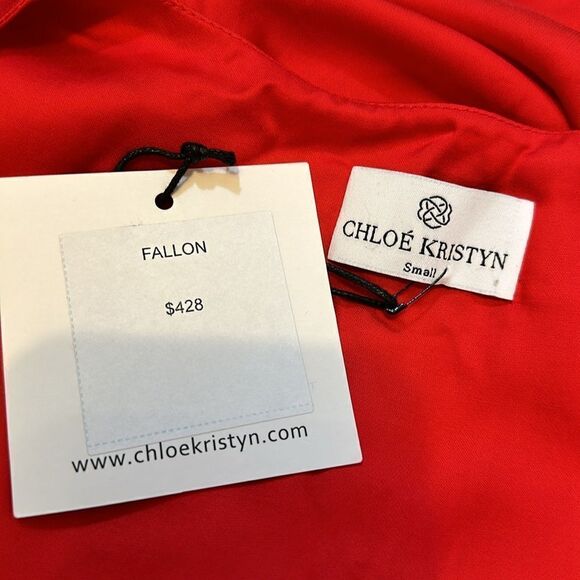 FALLON
$428
www.chloekristyn.com
CHLOÉ KRISTYN
Small